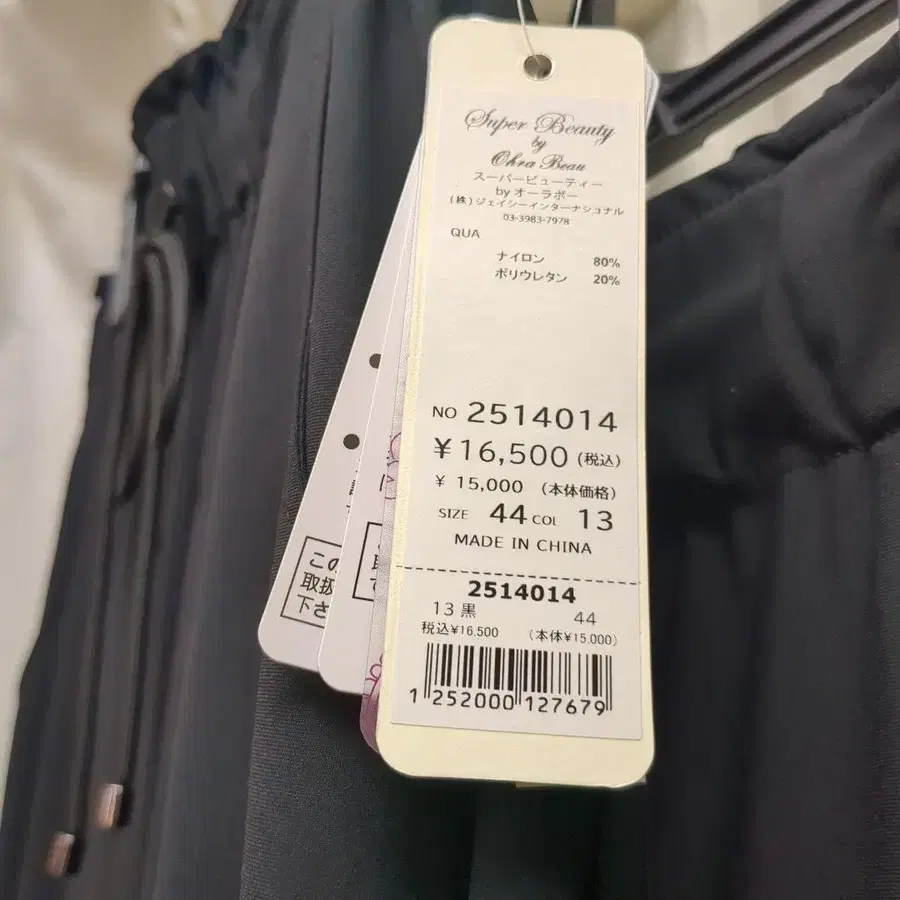 Super Beauty
by
Ohra Beau
スーパービューティー
by オーラボー
(株)ジェイシーインターナショナル
03-3983-7978
QUA
ナイロン 80%
ポリウレタン 20%
NO 2514014
¥16,500 (税込)
¥ 15,000 (本体価格)
SIZE 44 COL 13
MADE IN CHINA
2514014
13 黒 44
税込¥16.500 (本体¥15.000)
1 252000 127679
この
取扱
下さ